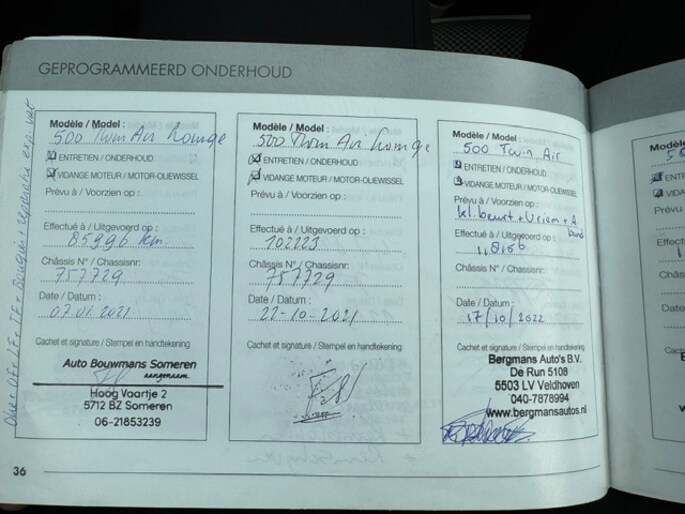 GEPROGRAMMEERD ONDERHOUD
Modèle / Model :
500 Twin Air Lounge
ENTRETIEN / ONDERHOUD
VIDANGE MOTEUR / MOTOR-OLIEWISSEL
Prévu à / Voorzien op :
Effectué à / Uitgevoerd op :
85996 km.
Châssis N° / Chassisnr:
757729
Date / Datum :
07.01.2021
Cachet et signature / Stempel en handtekening
Auto Bouwmans Someren
aangenaam
Hoog Vaartje 2
5712 BZ Someren
06-21853239
Modèle / Model :
500 Twin Air Lounge
ENTRETIEN / ONDERHOUD
VIDANGE MOTEUR / MOTOR-OLIEWISSEL
Prévu à / Voorzien op :
Effectué à / Uitgevoerd op :
102223
Châssis N° / Chassisnr:
757729
Date / Datum :
22-10-2021
Cachet et signature / Stempel en handtekening
Modèle / Model :
500 Twin Air
ENTRETIEN / ONDERHOUD
VIDANGE MOTEUR / MOTOR-OLIEWISSEL
Prévu à / Voorzien op :
kl. beurt +
Effectué à / Uitgevoerd op :
118156
Châssis N° / Chassisnr:
Date / Datum :
17/10/2022
Cachet et signature / Stempel en handtekening
Bergmans Auto's B.V.
De Run 5108
5503 LV Veldhoven
040-7878994
www.bergmansautos.nl
36